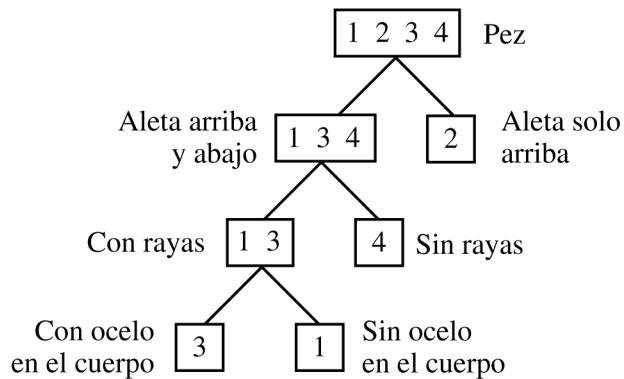 1 2 3 4 Pez
Aleta arriba
y abajo
1 3 4
2
Aleta solo
arriba
Con rayas
1 3
4
Sin rayas
Con ocelo
en el cuerpo
3
1
Sin ocelo
en el cuerpo